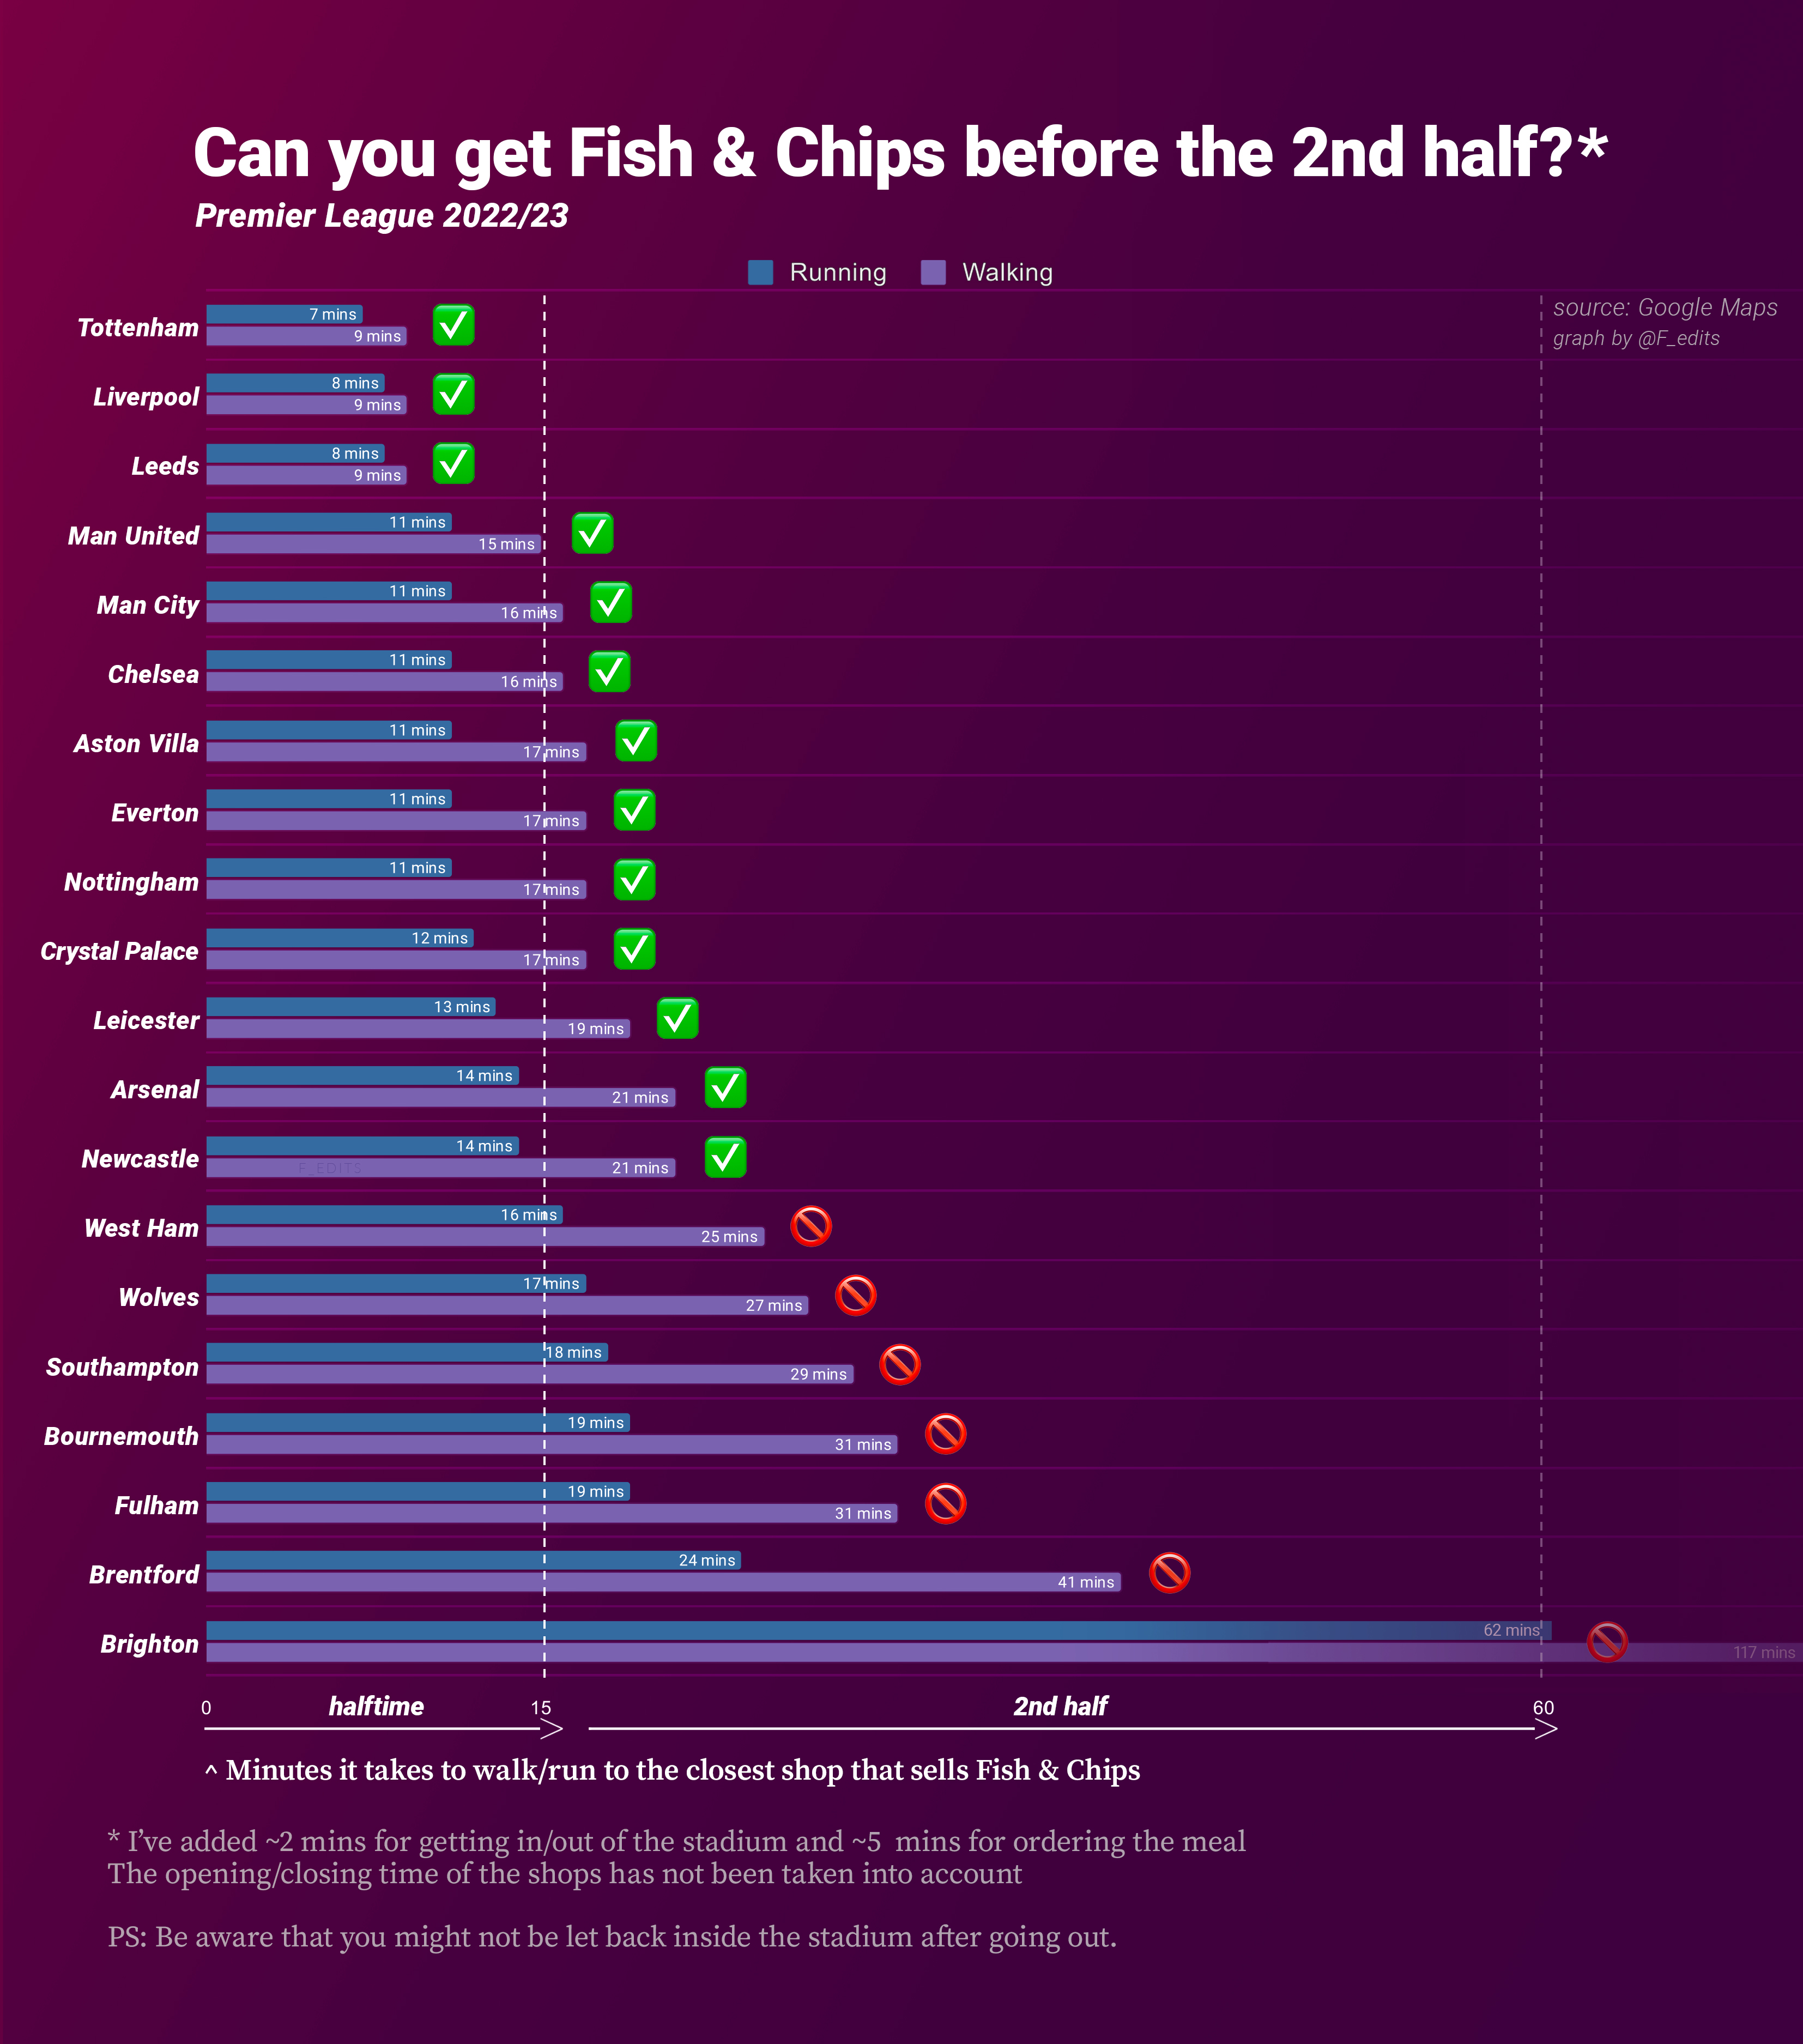 Can you get Fish & Chips before the 2nd half?*
Premier League 2022/23
Running Walking
source: Google Maps
graph by @F_edits
Tottenham
7 mins
9 mins
Liverpool
8 mins
9 mins
Leeds
8 mins
9 mins
Man United
11 mins
15 mins
Man City
11 mins
16 mins
Chelsea
11 mins
16 mins
Aston Villa
11 mins
17 mins
Everton
11 mins
17 mins
Nottingham
11 mins
17 mins
Crystal Palace
12 mins
17 mins
Leicester
13 mins
19 mins
Arsenal
14 mins
21 mins
Newcastle
14 mins
F_EDITS
21 mins
West Ham
16 mins
25 mins
Wolves
17 mins
27 mins
Southampton
18 mins
29 mins
Bournemouth
19 mins
31 mins
Fulham
19 mins
31 mins
Brentford
24 mins
41 mins
Brighton
62 mins
117 mins
0 halftime 15 2nd half 60
^ Minutes it takes to walk/run to the closest shop that sells Fish & Chips
* I've added ~2 mins for getting in/out of the stadium and ~5 mins for ordering the meal
The opening/closing time of the shops has not been taken into account
PS: Be aware that you might not be let back inside the stadium after going out.